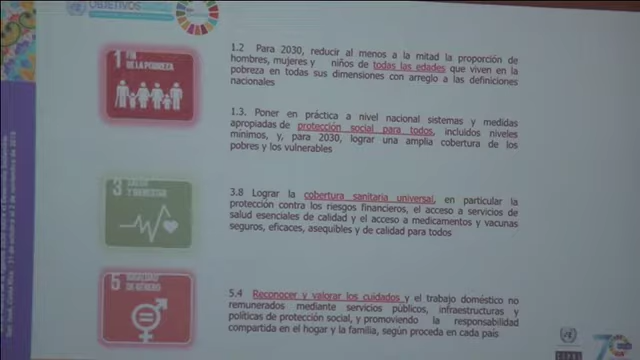 OBJETIVOS
1 FIN
DE LA POBREZA
1.2 Para 2030, reducir al menos a la mitad la proporción de
hombres, mujeres y niños de todas las edades que viven en la
pobreza en todas sus dimensiones con arreglo a las definiciones
nacionales
1.3. Poner en práctica a nivel nacional sistemas y medidas
apropiadas de protección social para todos, incluidos niveles
mínimos, y, para 2030, lograr una amplia cobertura de los
pobres y los vulnerables
3 SALUD
Y BIENESTAR
3.8 Lograr la cobertura sanitaria universal, en particular la
protección contra los riesgos financieros, el acceso a servicios de
salud esenciales de calidad y el acceso a medicamentos y vacunas
seguros, eficaces, asequibles y de calidad para todos
5 IGUALDAD
DE GÉNERO
5.4 Reconocer y valorar los cuidados y el trabajo doméstico no
remunerados mediante servicios públicos, infraestructuras y
políticas de protección social, y promoviendo la responsabilidad
compartida en el hogar y la familia, según proceda en cada país
CEPAL